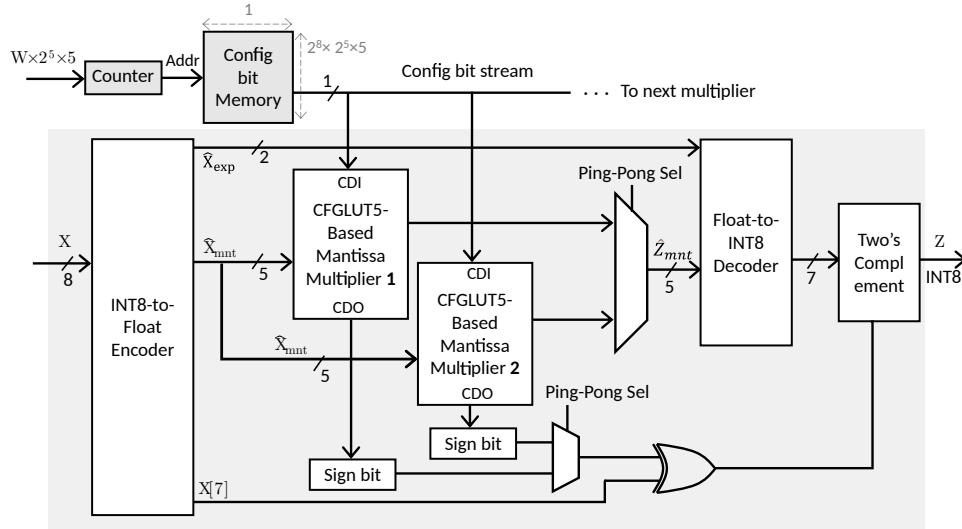 1
W×2⁵×5
Counter
Addr
Config
bit
Memory
2⁸× 2⁵×5
1
Config bit stream
... To next multiplier
X̂exp
2
X
8
INT8-to-
Float
Encoder
X̂mnt
5
CDI
CFGLUT5-
Based
Mantissa
Multiplier 1
CDO
X̂mnt
5
CDI
CFGLUT5-
Based
Mantissa
Multiplier 2
CDO
Ping-Pong Sel
Ẑmnt
5
Float-to-
INT8
Decoder
7
Two's
Compl
ement
Z
INT8
Ping-Pong Sel
Sign bit
Sign bit
X[7]